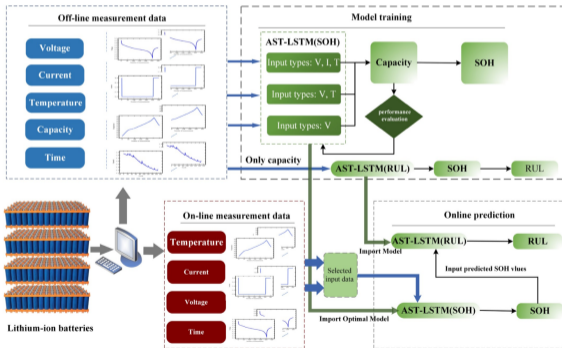 Off-line measurement data
Voltage
Current
Temperature
Capacity
Time
Model training
AST-LSTM(SOH)
Input types: V, I, T
Input types: V, T
Input types: V
Capacity
SOH
performance
evaluation
Only capacity
AST-LSTM(RUL)
SOH
RUL
Lithium-ion batteries
On-line measurement data
Temperature
Current
Voltage
Time
Selected
input data
Import Model
Import Optimal Model
Online prediction
AST-LSTM(RUL)
RUL
Input predicted SOH vlues
AST-LSTM(SOH)
SOH